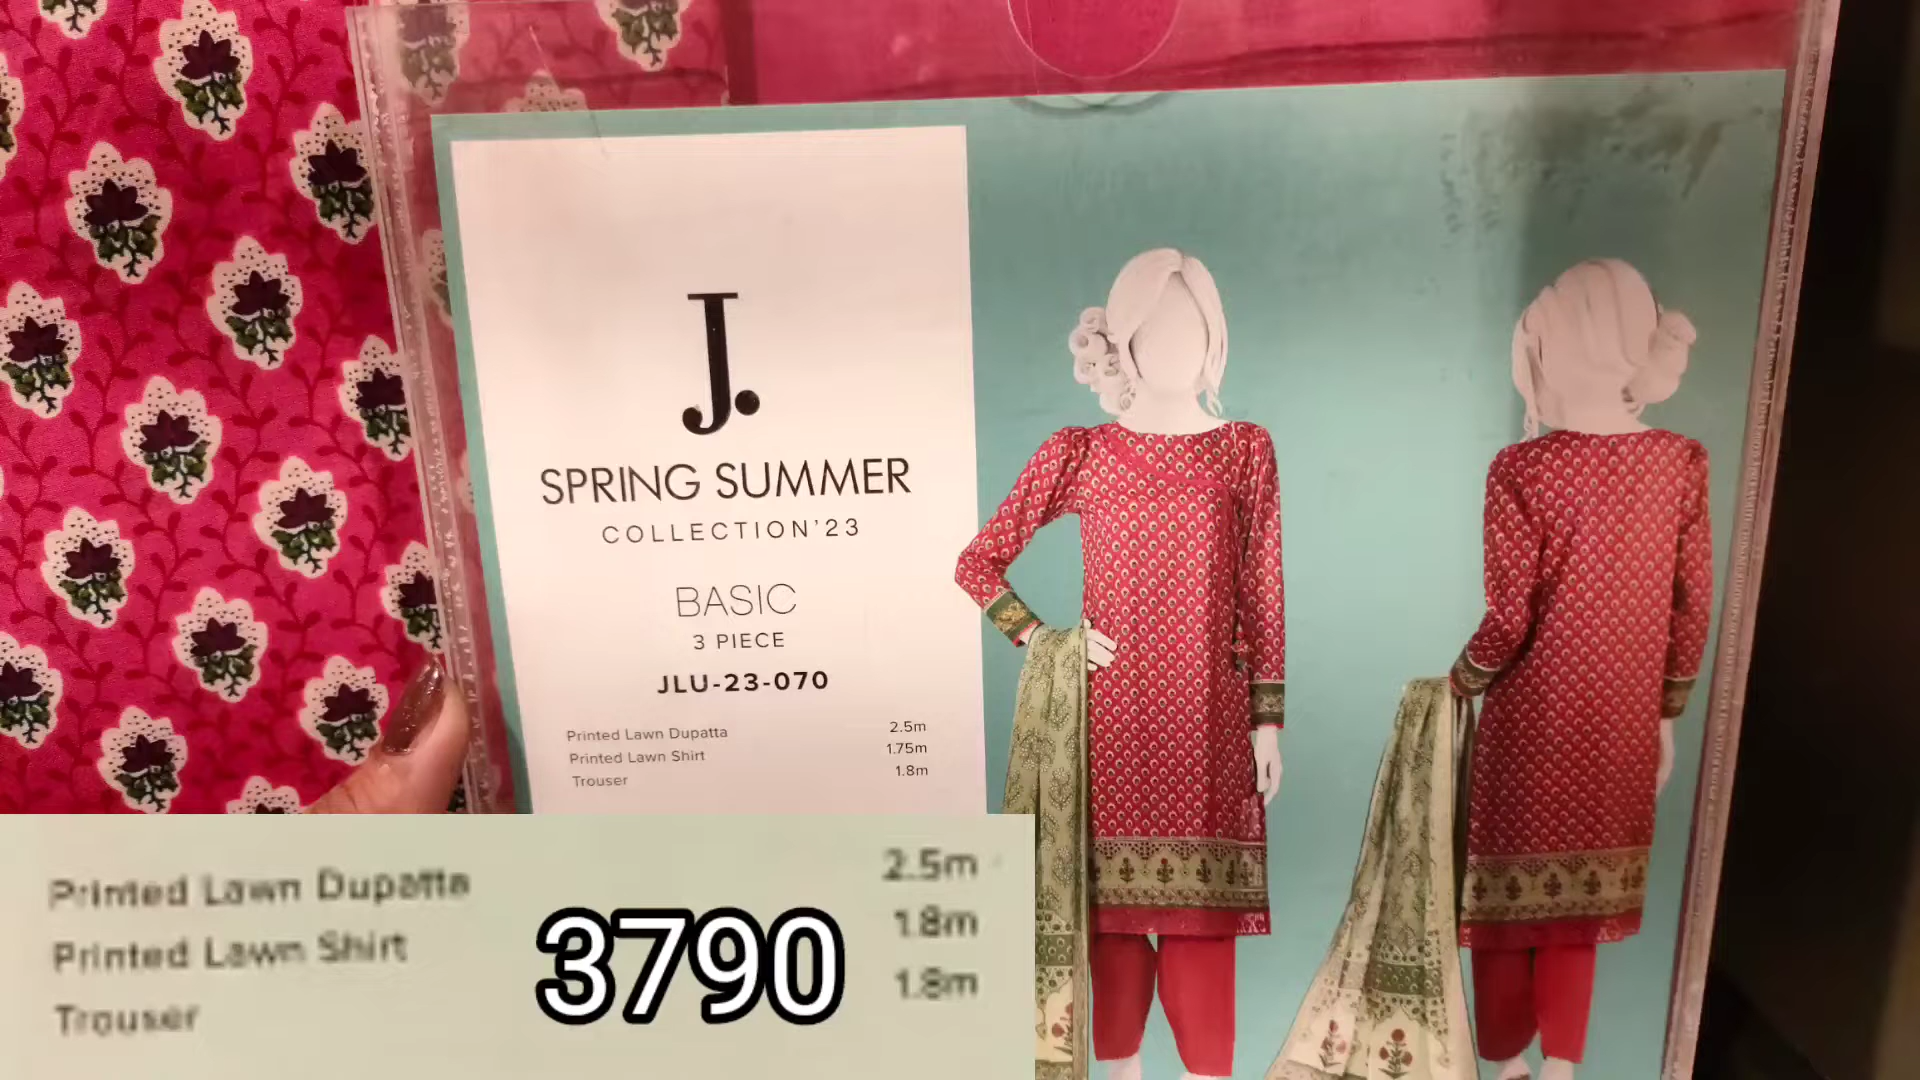 J.
SPRING SUMMER
COLLECTION'23
BASIC
3 PIECE
JLU-23-070
Printed Lawn Dupatta 2.5m
Printed Lawn Shirt 1.75m
Trouser 1.8m
Printed Lawn Dupatta 2.5m
Printed Lawn Shirt 1.8m
Trouser 1.8m
3790